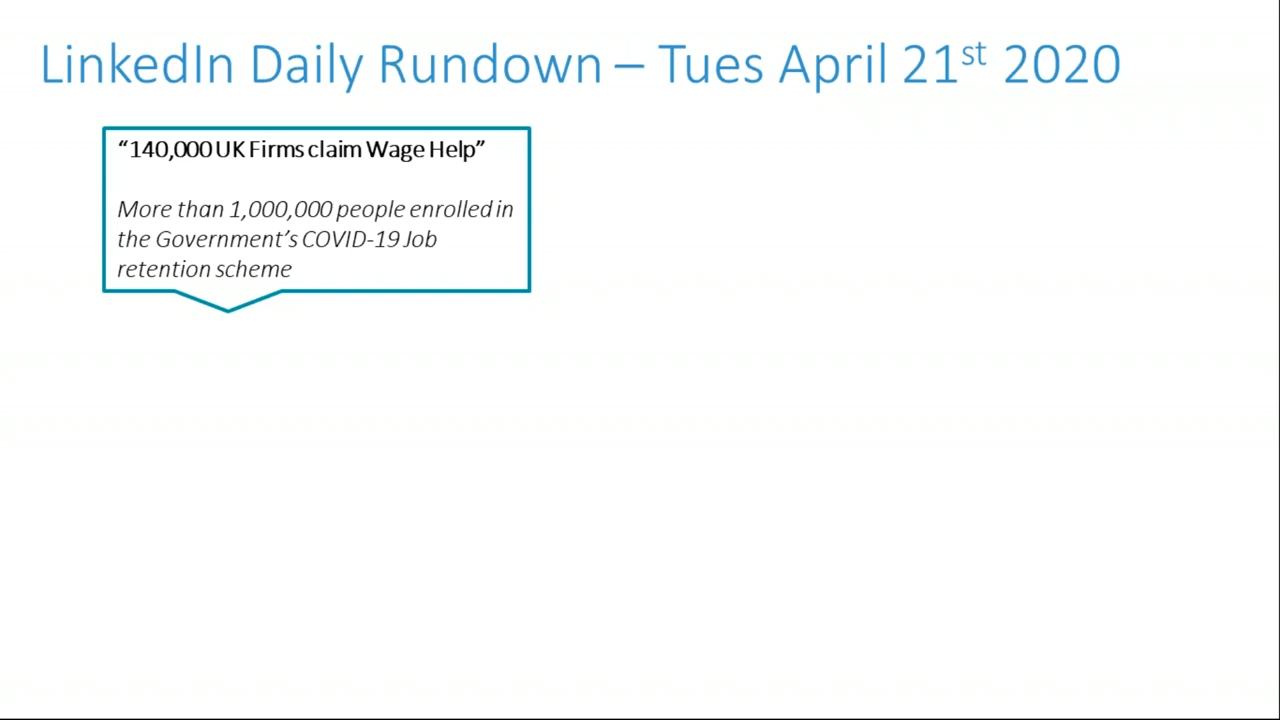 LinkedIn Daily Rundown – Tues April 21st 2020
“140,000 UK Firms claim Wage Help”
More than 1,000,000 people enrolled in
the Government’s COVID-19 Job
retention scheme